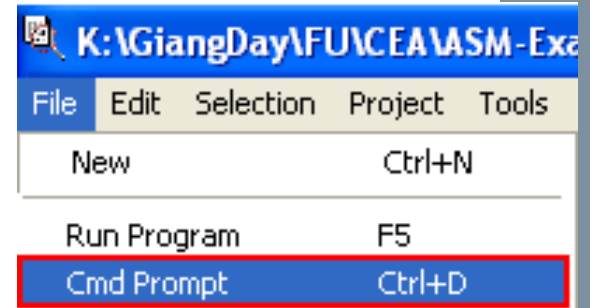 K:\GiangDay\FU\CEA\ASM-Exa
File Edit Selection Project Tools
New Ctrl+N
Run Program F5
Cmd Prompt Ctrl+D